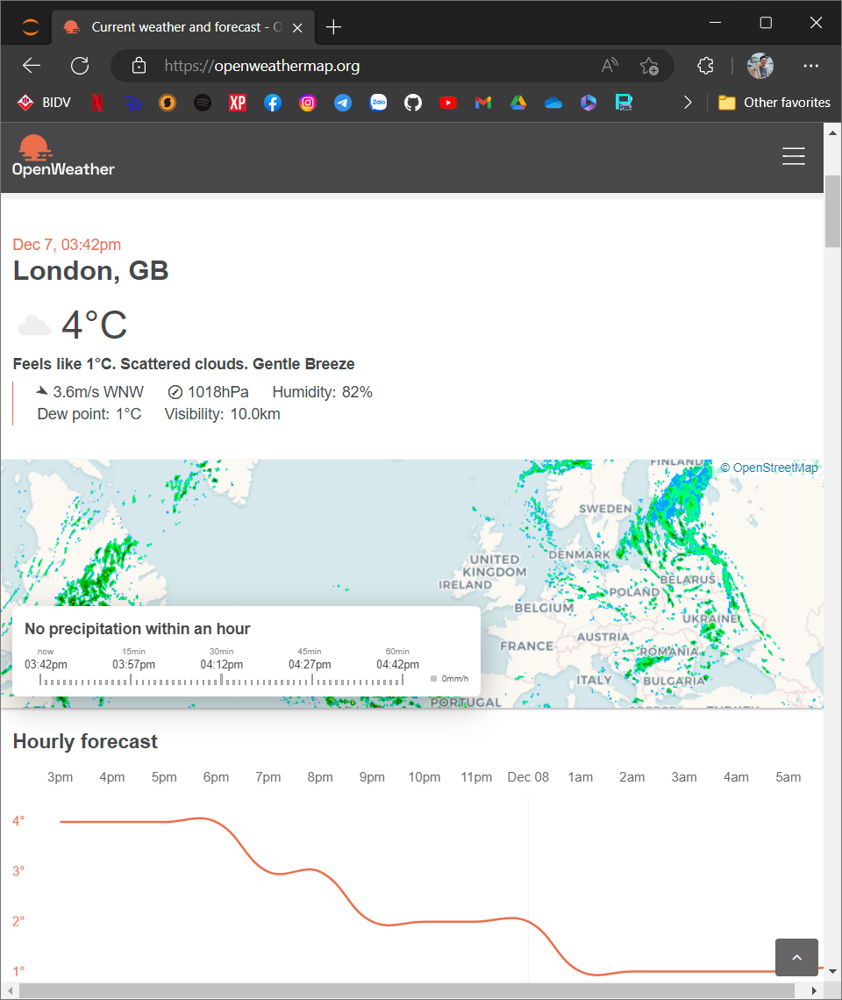 Current weather and forecast - O
https://openweathermap.org
BIDV
XP
Zalo
Other favorites
OpenWeather
Dec 7, 03:42pm
London, GB
4°C
Feels like 1°C. Scattered clouds. Gentle Breeze
3.6m/s WNW 1018hPa Humidity: 82%
Dew point: 1°C Visibility: 10.0km
© OpenStreetMap
FINLAND
SWEDEN
DENMARK
UNITED
KINGDOM
IRELAND
BELARUS
POLAND
BELGIUM
UKRAINE
FRANCE
AUSTRIA
ROMANIA
ITALY
BULGARIA
PORTUGAL
No precipitation within an hour
now 15min 30min 45min 60min
03:42pm 03:57pm 04:12pm 04:27pm 04:42pm
0mm/h
Hourly forecast
3pm 4pm 5pm 6pm 7pm 8pm 9pm 10pm 11pm Dec 08 1am 2am 3am 4am 5am
4°
3°
2°
1°